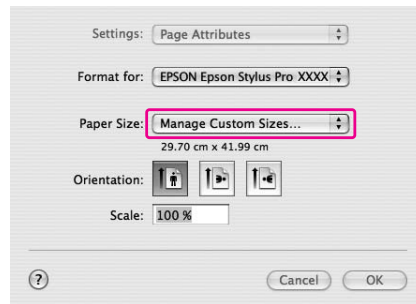 Settings: Page Attributes
Format for: EPSON Epson Stylus Pro XXXX
Paper Size: Manage Custom Sizes...
29.70 cm x 41.99 cm
Orientation:
Scale: 100 %
? Cancel OK